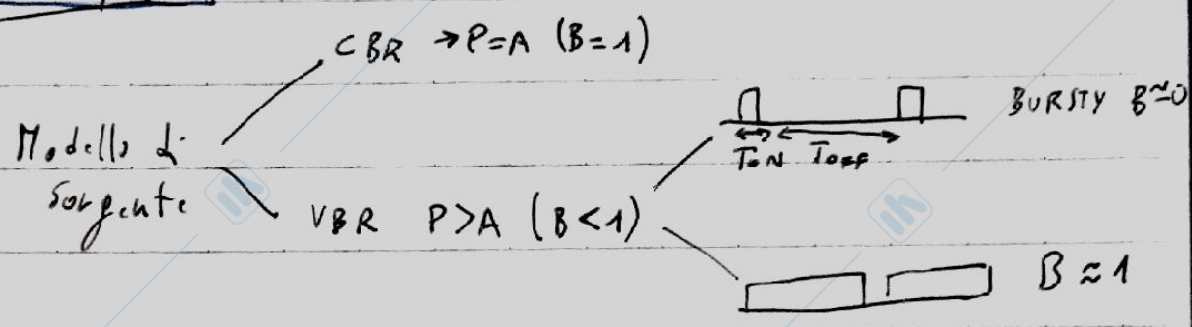 CBR → P=A (B=1)
Modello di
Sorgente
VBR P>A (B<1)
BURSTY B≃0
TON TOFF
B≈1